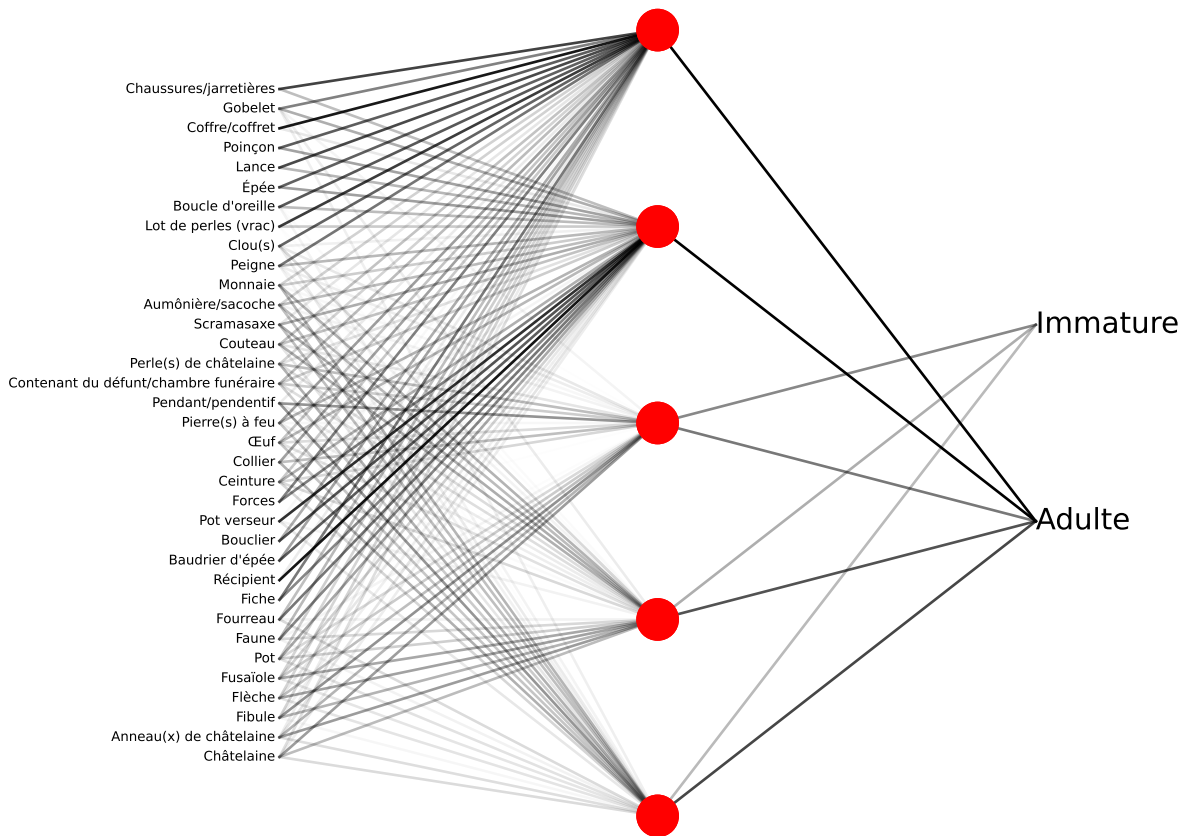 Chaussures/jarretières
Gobelet
Coffre/coffret
Poinçon
Lance
Épée
Boucle d'oreille
Lot de perles (vrac)
Clou(s)
Peigne
Monnaie
Aumônière/sacoche
Scramasaxe
Couteau
Perle(s) de châtelaine
Contenant du défunt/chambre funéraire
Pendant/pendentif
Pierre(s) à feu
Œuf
Collier
Ceinture
Forces
Pot verseur
Bouclier
Baudrier d'épée
Récipient
Fiche
Fourreau
Faune
Pot
Fusaïole
Flèche
Fibule
Anneau(x) de châtelaine
Châtelaine
Immature
Adulte